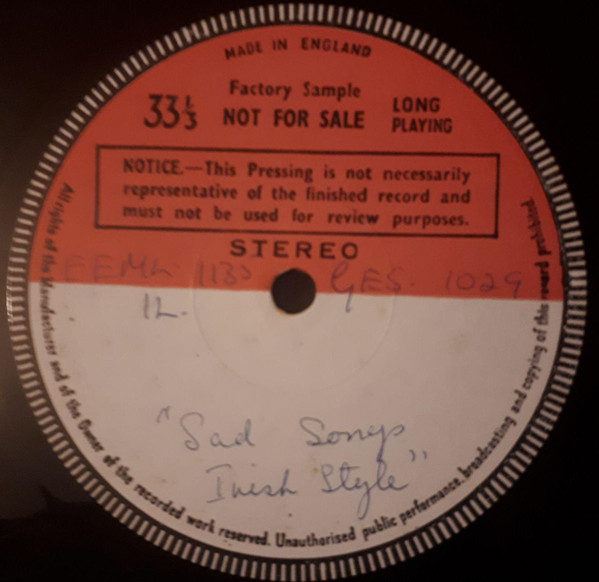 MADE IN ENGLAND
Factory Sample
33⅓ NOT FOR SALE LONG PLAYING
NOTICE.—This Pressing is not necessarily
representative of the finished record and
must not be used for review purposes.
STEREO
GES. 1029
1L.
"Sad Songs
Irish Style"
All rights of the Manufacturer and of the Owner of the recorded work reserved. Unauthorised public performance, broadcasting and copying of this record prohibited.